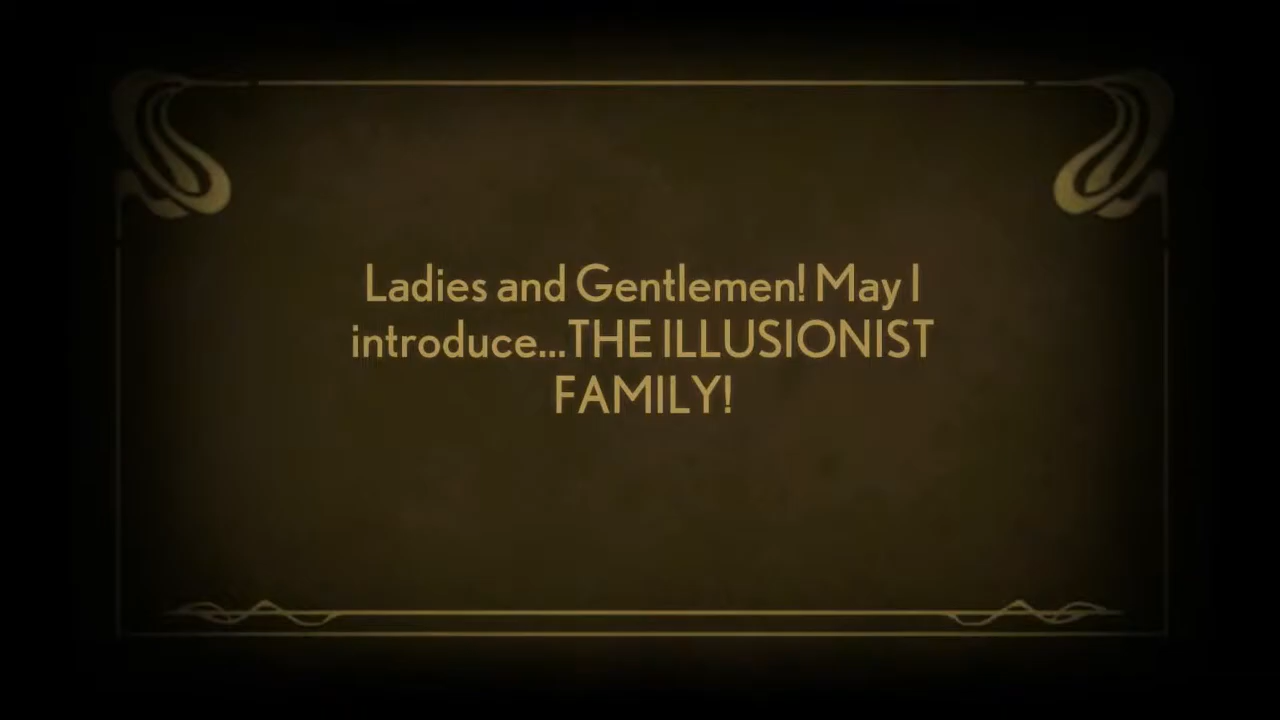 Ladies and Gentlemen! May I
introduce...THE ILLUSIONIST
FAMILY!